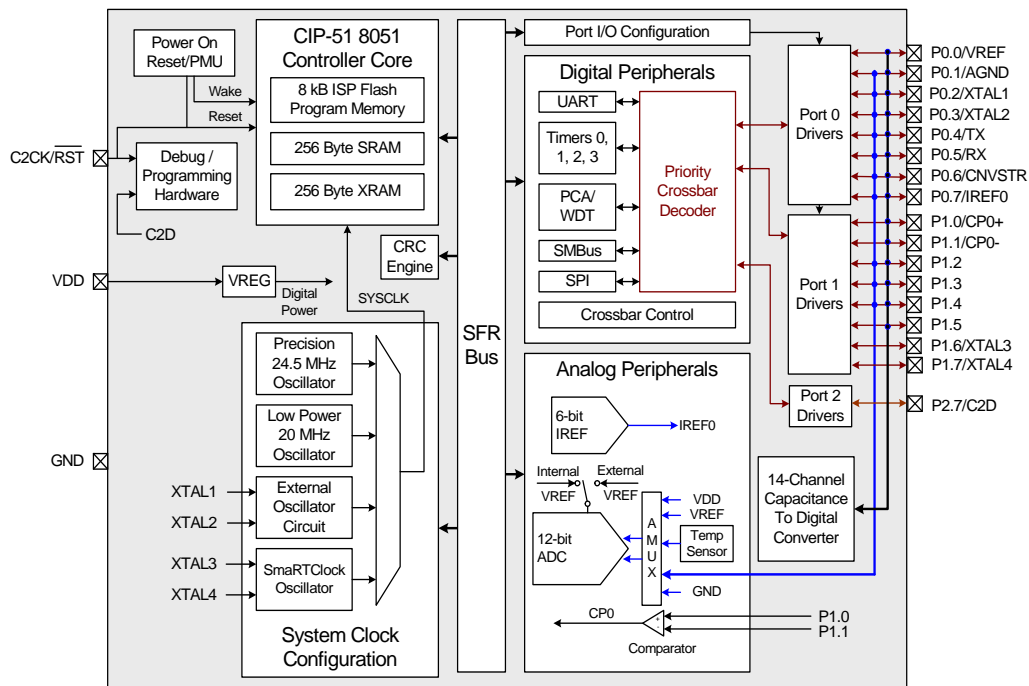 Power On
Reset/PMU
Wake
Reset
C2CK/RST
Debug /
Programming
Hardware
C2D
VDD
VREG
Digital
Power
GND
CIP-51 8051
Controller Core
8 kB ISP Flash
Program Memory
256 Byte SRAM
256 Byte XRAM
CRC
Engine
SYSCLK
Precision
24.5 MHz
Oscillator
Low Power
20 MHz
Oscillator
External
Oscillator
Circuit
SmaRTClock
Oscillator
XTAL1
XTAL2
XTAL3
XTAL4
System Clock
Configuration
SFR
Bus
Port I/O Configuration
Digital Peripherals
UART
Timers 0,
1, 2, 3
PCA/
WDT
SMBus
SPI
Priority
Crossbar
Decoder
Crossbar Control
Analog Peripherals
6-bit
IREF
IREF0
Internal
VREF
External
VREF
12-bit
ADC
A
M
U
X
VDD
VREF
Temp
Sensor
GND
CP0
+
-
Comparator
P1.0
P1.1
Port 0
Drivers
Port 1
Drivers
Port 2
Drivers
14-Channel
Capacitance
To Digital
Converter
P0.0/VREF
P0.1/AGND
P0.2/XTAL1
P0.3/XTAL2
P0.4/TX
P0.5/RX
P0.6/CNV/STR
P0.7/IREF0
P1.0/CP0+
P1.1/CP0-
P1.2
P1.3
P1.4
P1.5
P1.6/XTAL3
P1.7/XTAL4
P2.7/C2D